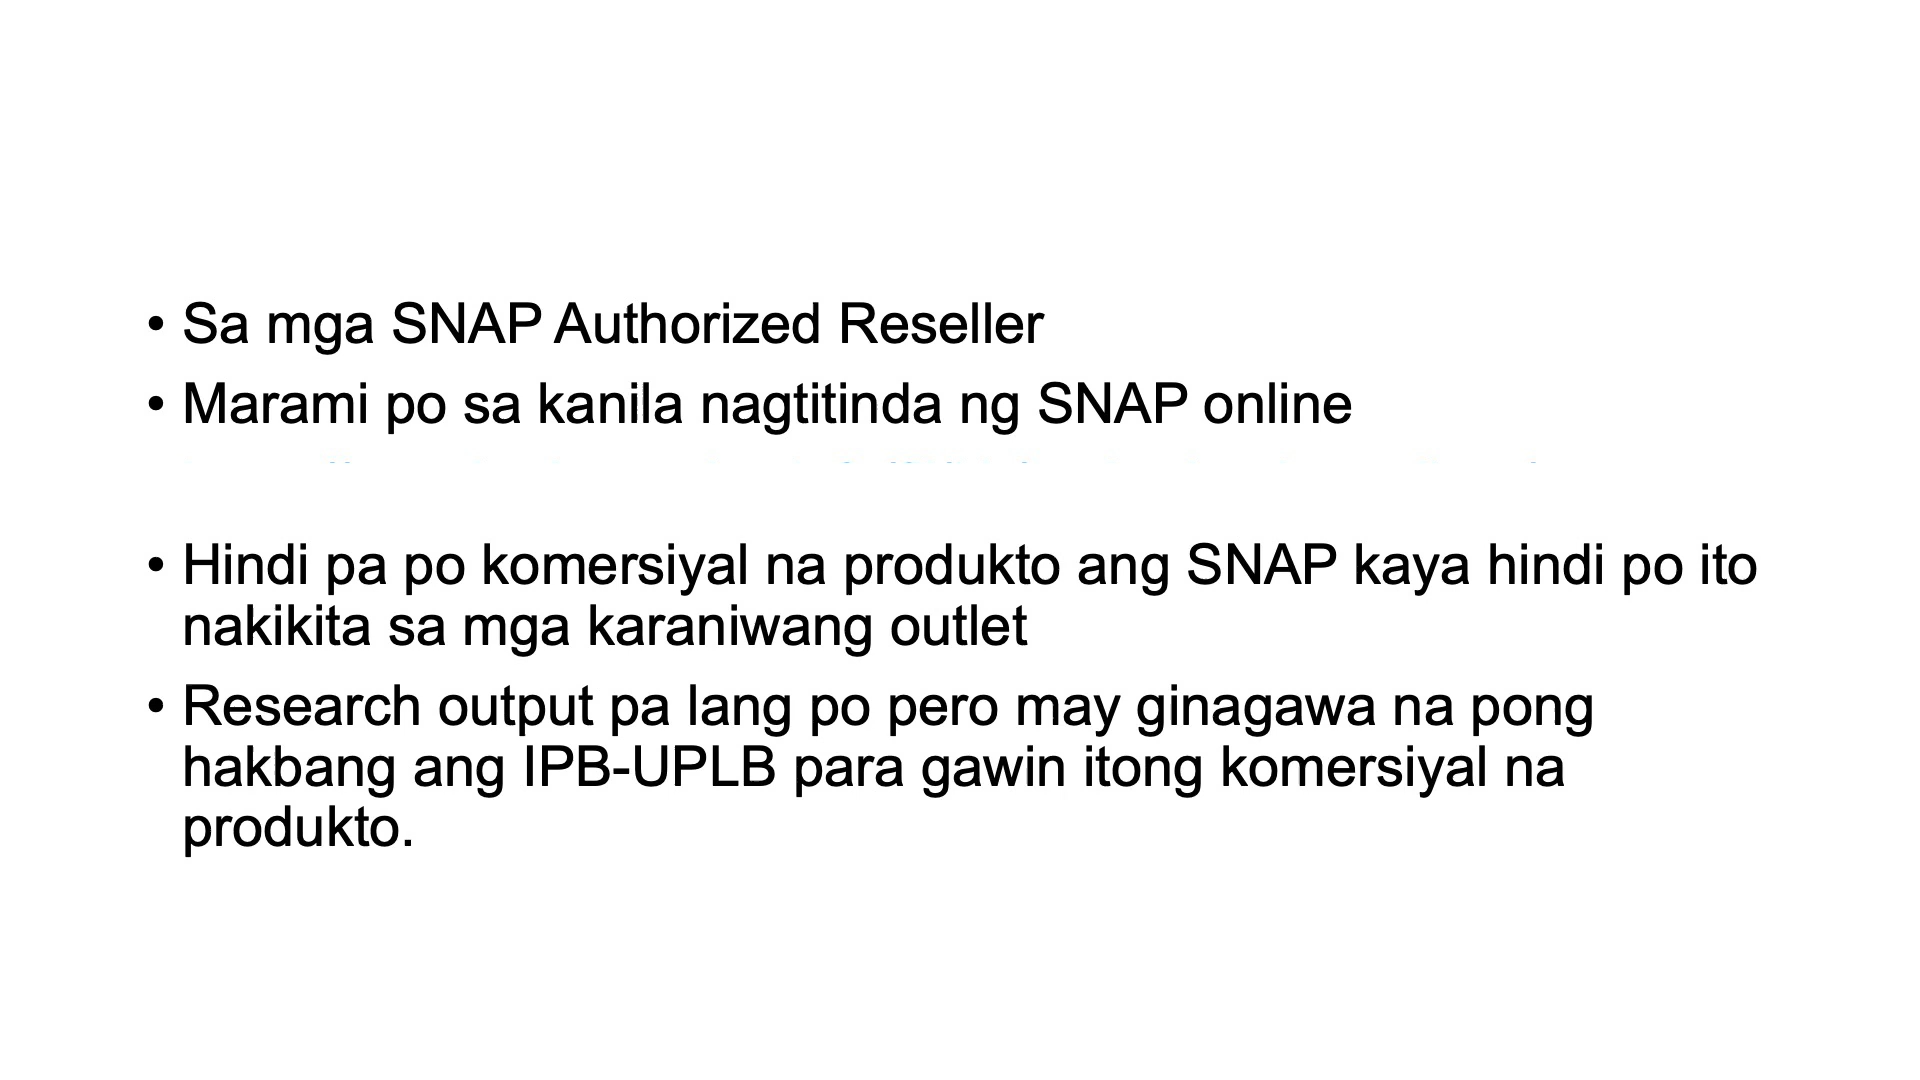 • Sa mga SNAP Authorized Reseller
• Marami po sa kanila nagtitinda ng SNAP online
• Hindi pa po komersiyal na produkto ang SNAP kaya hindi po ito
nakikita sa mga karaniwang outlet
• Research output pa lang po pero may ginagawa na pong
hakbang ang IPB-UPLB para gawin itong komersiyal na
produkto.